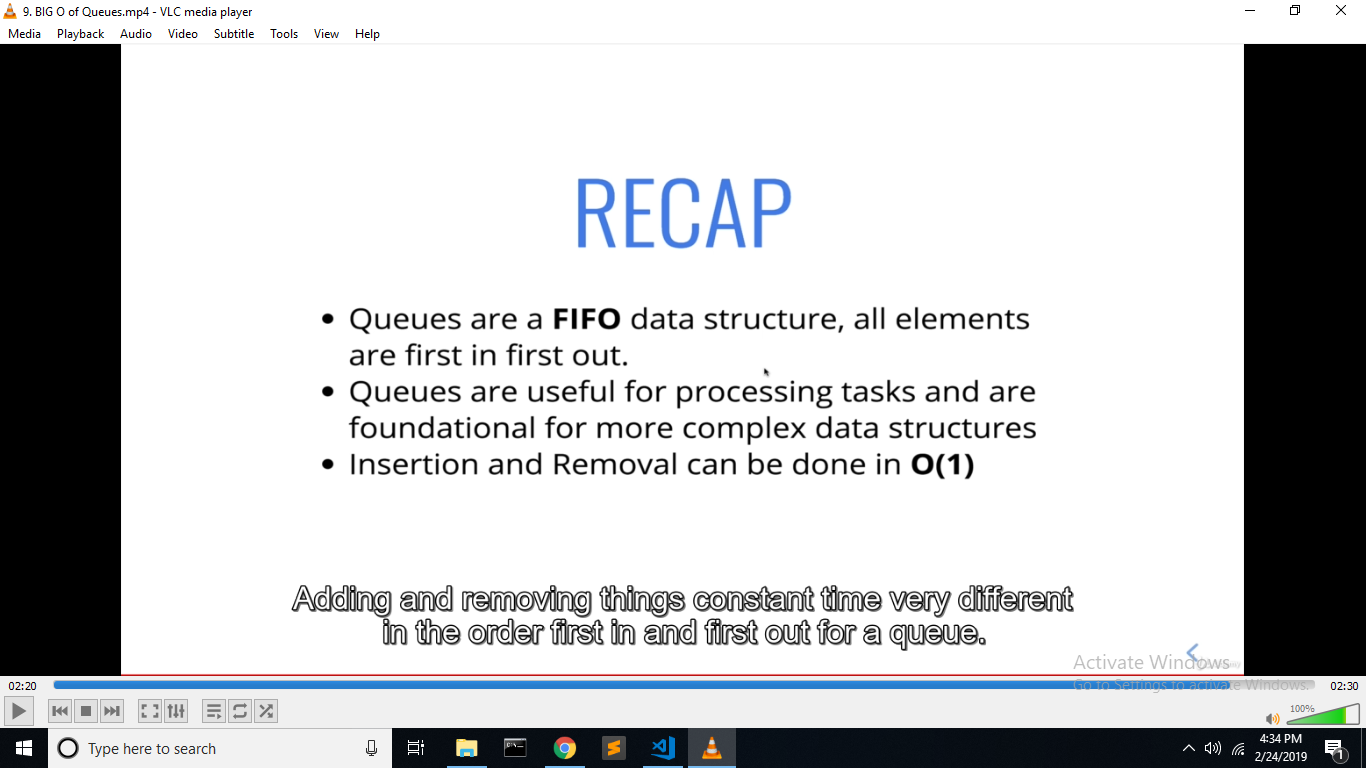 9. BIG O of Queues.mp4 - VLC media player
Media Playback Audio Video Subtitle Tools View Help
RECAP
• Queues are a FIFO data structure, all elements
are first in first out.
• Queues are useful for processing tasks and are
foundational for more complex data structures
• Insertion and Removal can be done in O(1)
Adding and removing things constant time very different
in the order first in and first out for a queue.
Activate Windows
Go to Settings to activate Windows.
02:20
02:30
100%
Type here to search
4:34 PM
2/24/2019
1